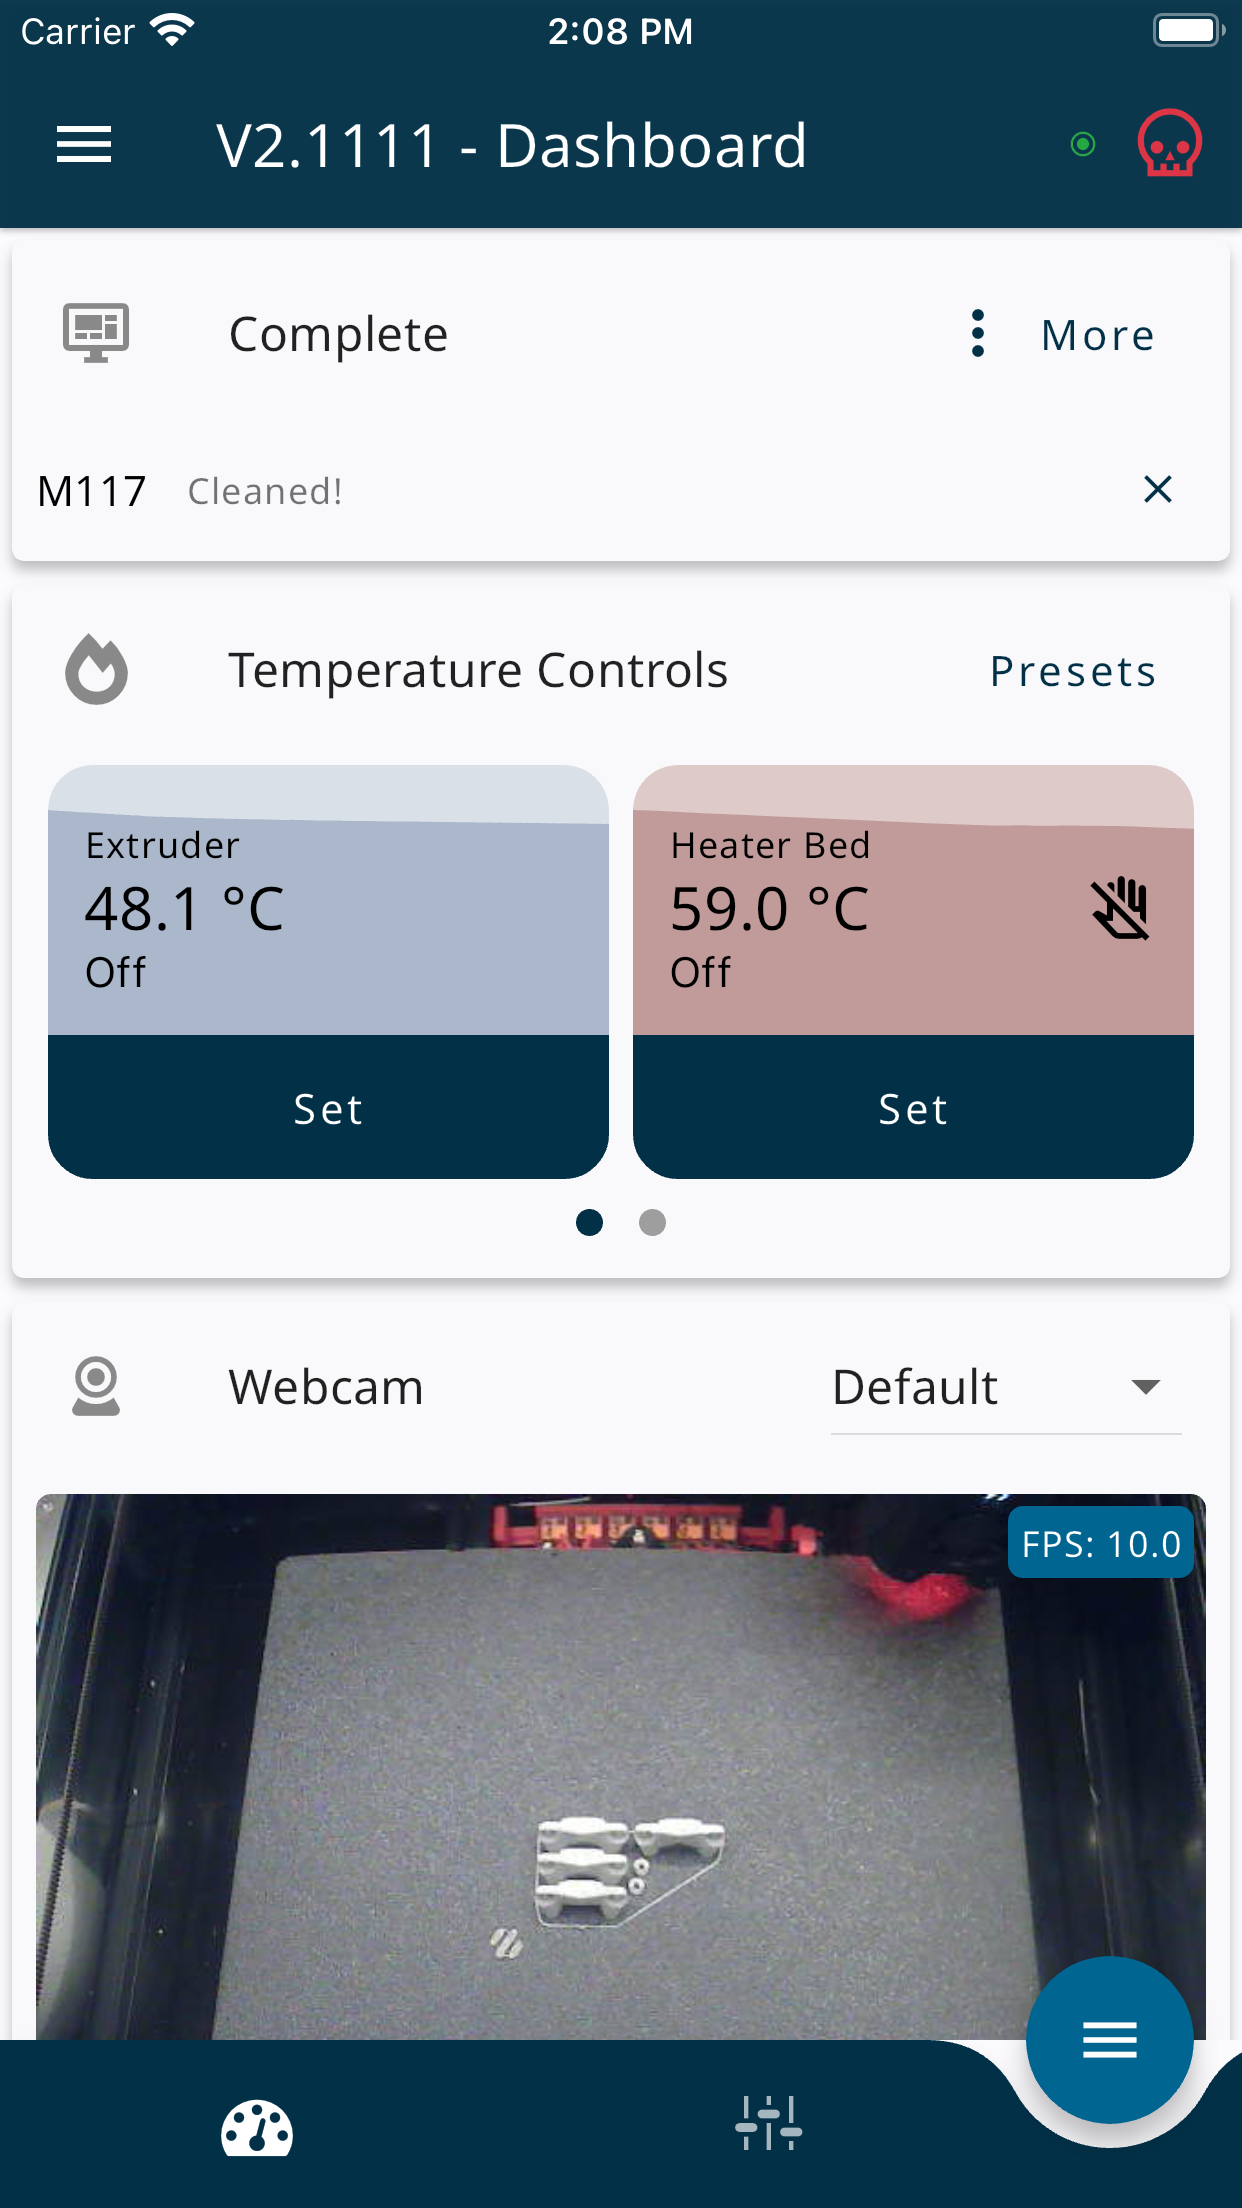 Carrier 2:08 PM
V2.1111 - Dashboard
Complete More
M117 Cleaned!
Temperature Controls Presets
Extruder
48.1 °C
Off
Set
Heater Bed
59.0 °C
Off
Set
Webcam Default
FPS: 10.0